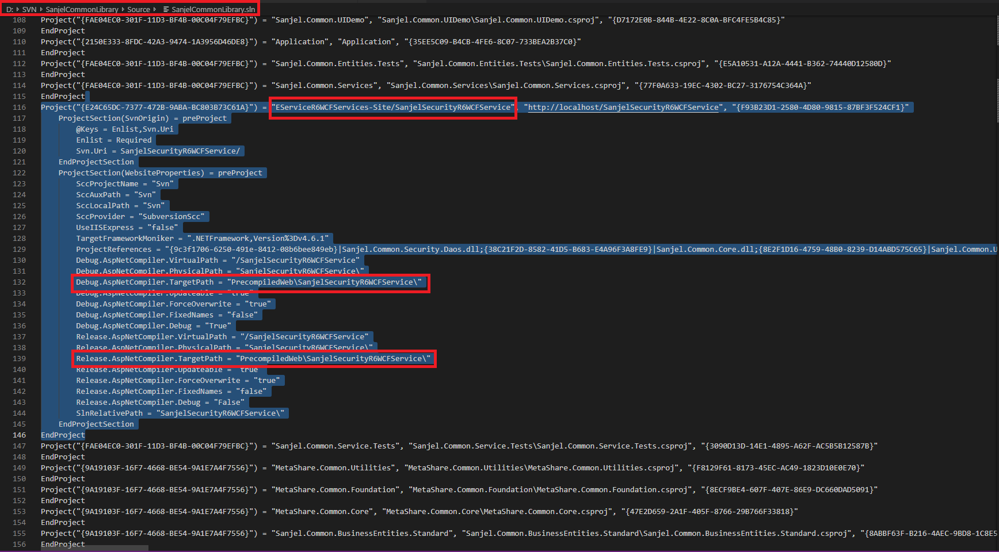 D: SVN SanjelCommonLibrary Source SanjelCommonLibrary.sln
108 Project("{FAE04EC0-301F-11D3-BF4B-00C04F79EFBC}") = "Sanjel.Common.UIDemo", "Sanjel.Common.UIDemo\Sanjel.Common.UIDemo.csproj", "{D7172E0B-844B-4E22-8C0A-BFC4FE5B4C85}"
109 EndProject
110 Project("{2150E333-8FDC-42A3-9474-1A3956D46DE8}") = "Application", "Application", "{35EE5C09-B4CB-4FE6-8C07-733BEA2B37C0}"
111 EndProject
112 Project("{FAE04EC0-301F-11D3-BF4B-00C04F79EFBC}") = "Sanjel.Common.Entities.Tests", "Sanjel.Common.Entities.Tests\Sanjel.Common.Entities.Tests.csproj", "{E5A10531-A12A-4441-B362-74440D12580D}"
113 EndProject
114 Project("{FAE04EC0-301F-11D3-BF4B-00C04F79EFBC}") = "Sanjel.Common.Services", "Sanjel.Common.Services\Sanjel.Common.Services.csproj", "{77F0A633-19EC-4302-BC27-3176754C364A}"
115 EndProject
116 Project("{E24C65DC-7377-472B-9ABA-BC803B73C61A}") = "EServiceR6WCFServices-Site/SanjelSecurityR6WCFService", "http://localhost/SanjelSecurityR6WCFService", "{F93B23D1-2580-4D80-9815-87BF3F524CF1}"
117 ProjectSection(SvnOrigin) = preProject
118 @Keys = Enlist,Svn.Uri
119 Enlist = Required
120 Svn.Uri = SanjelSecurityR6WCFService/
121 EndProjectSection
122 ProjectSection(WebsiteProperties) = preProject
123 SccProjectName = "Svn"
124 SccAuxPath = "Svn"
125 SccLocalPath = "Svn"
126 SccProvider = "SubversionScc"
127 UseIISExpress = "false"
128 TargetFrameworkMoniker = ".NETFramework,Version%3Dv4.6.1"
129 ProjectReferences = "{9c3f1706-6250-491e-8412-08b6bee849eb}|Sanjel.Common.Security.Daos.dll;{38C21F2D-8582-41D5-B683-E4A96F3A8FE9}|Sanjel.Common.Core.dll;{8E2F1D16-4759-48B0-8239-D14ABD575C65}|Sanjel.Common.U
130 Debug.AspNetCompiler.VirtualPath = "/SanjelSecurityR6WCFService"
131 Debug.AspNetCompiler.PhysicalPath = "SanjelSecurityR6WCFService\"
132 Debug.AspNetCompiler.TargetPath = "PrecompiledWeb\SanjelSecurityR6WCFService\"
133 Debug.AspNetCompiler.Updateable = "true"
134 Debug.AspNetCompiler.ForceOverwrite = "true"
135 Debug.AspNetCompiler.FixedNames = "false"
136 Debug.AspNetCompiler.Debug = "True"
137 Release.AspNetCompiler.VirtualPath = "/SanjelSecurityR6WCFService"
138 Release.AspNetCompiler.PhysicalPath = "SanjelSecurityR6WCFService\"
139 Release.AspNetCompiler.TargetPath = "PrecompiledWeb\SanjelSecurityR6WCFService\"
140 Release.AspNetCompiler.Updateable = "true"
141 Release.AspNetCompiler.ForceOverwrite = "true"
142 Release.AspNetCompiler.FixedNames = "false"
143 Release.AspNetCompiler.Debug = "False"
144 SlnRelativePath = "SanjelSecurityR6WCFService\"
145 EndProjectSection
146 EndProject
147 Project("{FAE04EC0-301F-11D3-BF4B-00C04F79EFBC}") = "Sanjel.Common.Service.Tests", "Sanjel.Common.Service.Tests\Sanjel.Common.Service.Tests.csproj", "{3090D13D-14E1-4895-A62F-AC5B5B12587B}"
148 EndProject
149 Project("{9A19103F-16F7-4668-BE54-9A1E7A4F7556}") = "MetaShare.Common.Utilities", "MetaShare.Common.Utilities\MetaShare.Common.Utilities.csproj", "{F8129F61-8173-45EC-AC49-1823D10E0E70}"
150 EndProject
151 Project("{9A19103F-16F7-4668-BE54-9A1E7A4F7556}") = "MetaShare.Common.Foundation", "MetaShare.Common.Foundation\MetaShare.Common.Foundation.csproj", "{8ECF9BE4-607F-407E-86E9-DC660DAD5091}"
152 EndProject
153 Project("{9A19103F-16F7-4668-BE54-9A1E7A4F7556}") = "MetaShare.Common.Core", "MetaShare.Common.Core\MetaShare.Common.Core.csproj", "{47E2D659-2A1F-405F-8766-29B766F33818}"
154 EndProject
155 Project("{9A19103F-16F7-4668-BE54-9A1E7A4F7556}") = "Sanjel.Common.BusinessEntities.Standard", "Sanjel.Common.BusinessEntities.Standard\Sanjel.Common.BusinessEntities.Standard.csproj", "{8ABBF63F-B216-4AEC-9BD8-1C8E5
156 EndProject